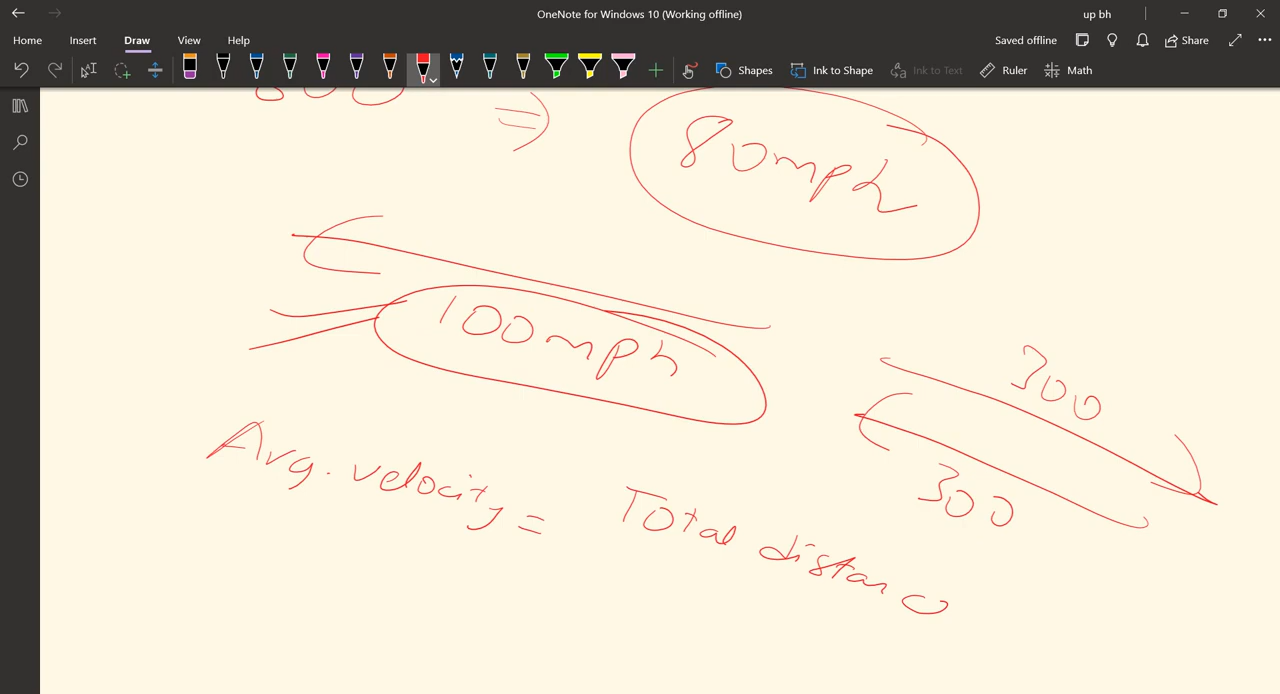 OneNote for Windows 10 (Working offline)
up bh
Home Insert Draw View Help
Saved offline
Share
Shapes
Ink to Shape
Ink to Text
Ruler
Math
80mph
100mph
300
300
Avg. velocity = Total distanc